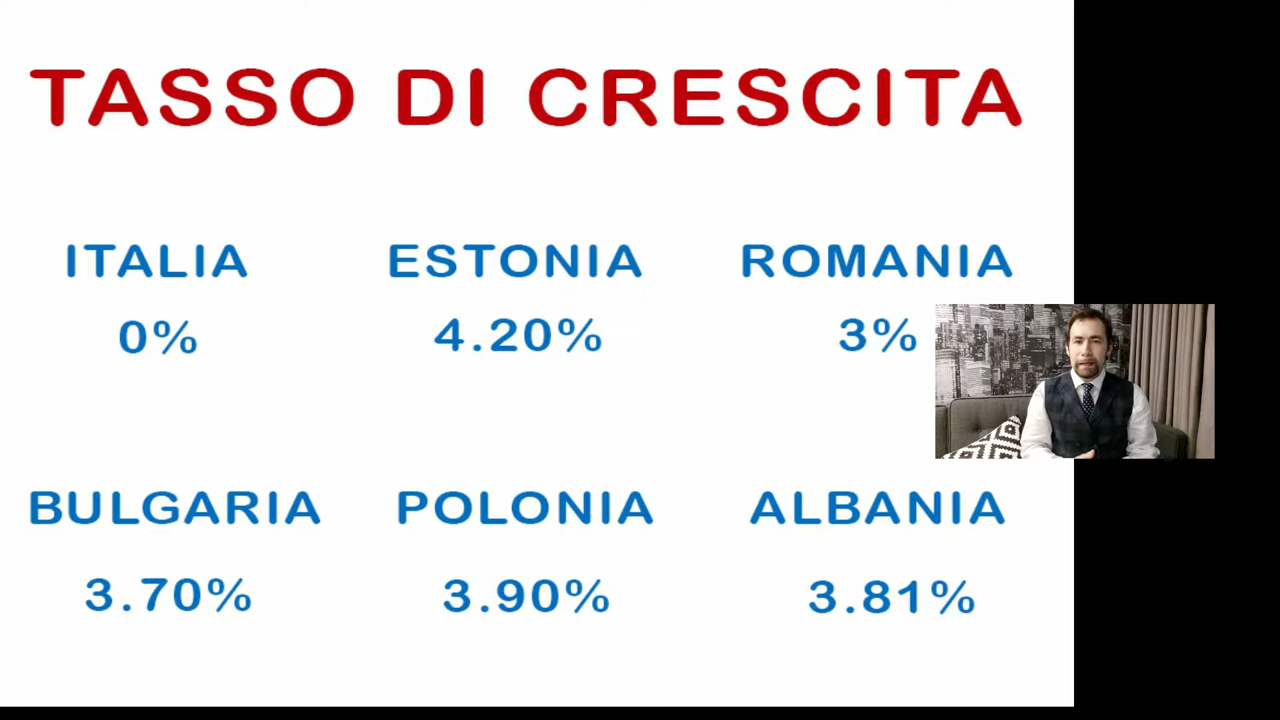 TASSO DI CRESCITA
ITALIA ESTONIA ROMANIA
0% 4.20% 3%
BULGARIA POLONIA ALBANIA
3.70% 3.90% 3.81%